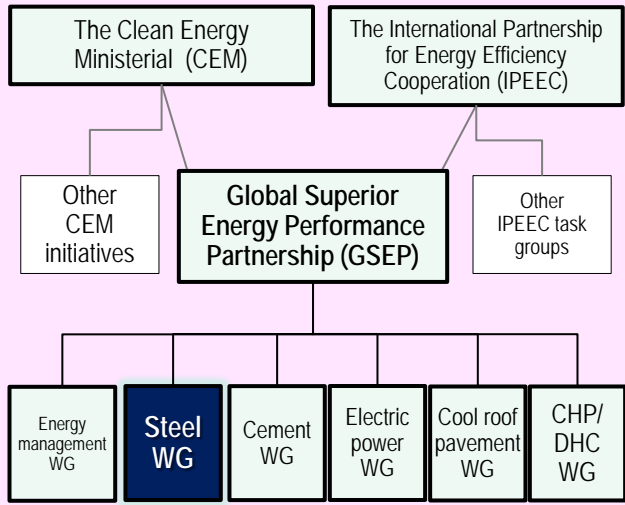 The Clean Energy
Ministerial (CEM)
The International Partnership
for Energy Efficiency
Cooperation (IPEEC)
Other
CEM
initiatives
Global Superior
Energy Performance
Partnership (GSEP)
Other
IPEEC task
groups
Energy
management
WG
Steel
WG
Cement
WG
Electric
power
WG
Cool roof
pavement
WG
CHP/
DHC
WG